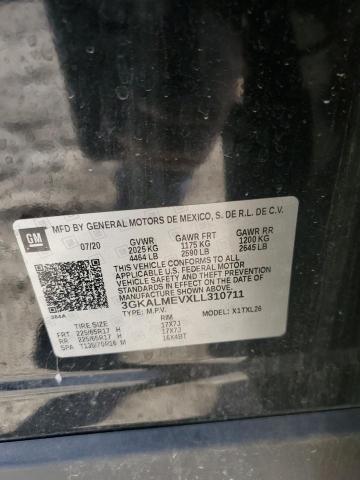 GM
MFD BY GENERAL MOTORS DE MEXICO, S. DE R.L. DE C.V.
07/20 GVWR GAWR FRT GAWR RR
2025 KG 1175 KG 1200 KG
4464 LB 2590 LB 2645 LB
THIS VEHICLE CONFORMS TO ALL
APPLICABLE U.S. FEDERAL MOTOR
VEHICLE SAFETY AND THEFT PREVENTION
STANDARDS IN EFFECT ON THE DATE OF
MANUFACTURE SHOWN ABOVE.
3GKALMEVXLL310711
384A TYPE: M.P.V. MODEL: X1TXL26
TIRE SIZE RIM
FRT 225/65R17 H 17X7J
RR 225/65R17 H 17X7J
SPA T135/70R16 M 16X4BT